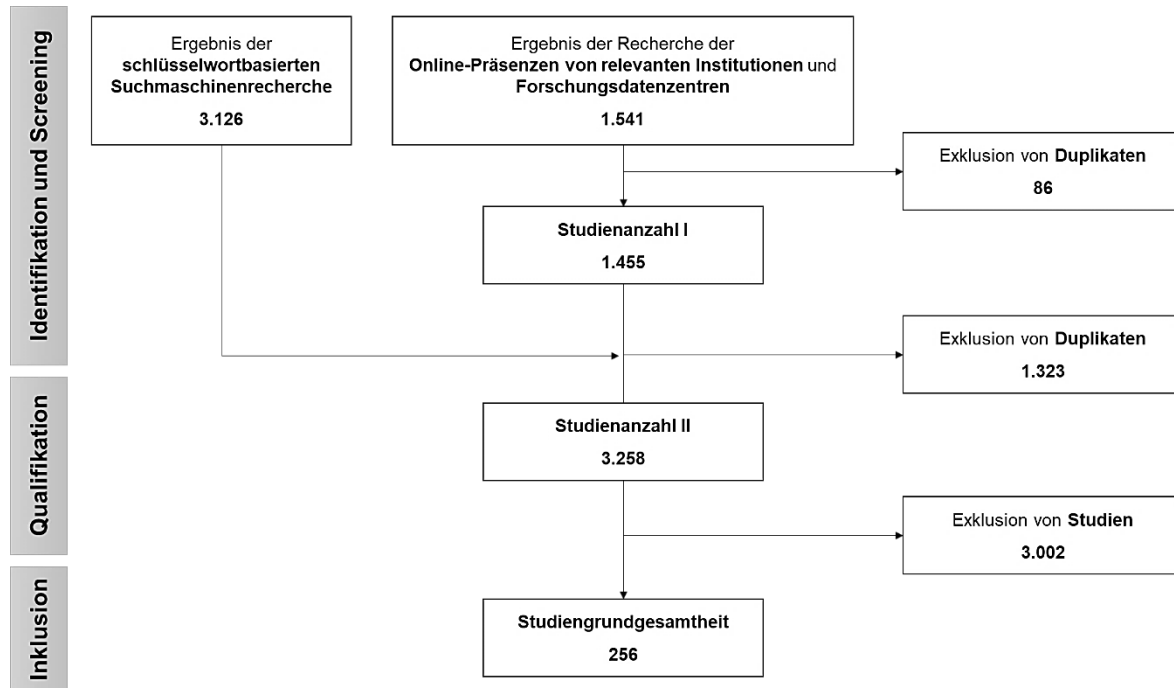 Identifikation und Screening
Ergebnis der
schlüsselwortbasierten
Suchmaschinenrecherche
3.126
Ergebnis der Recherche der
Online-Präsenzen von relevanten Institutionen und
Forschungsdatenzentren
1.541
Exklusion von Duplikaten
86
Studienanzahl I
1.455
Exklusion von Duplikaten
1.323
Qualifikation
Studienanzahl II
3.258
Exklusion von Studien
3.002
Inklusion
Studiengrundgesamtheit
256